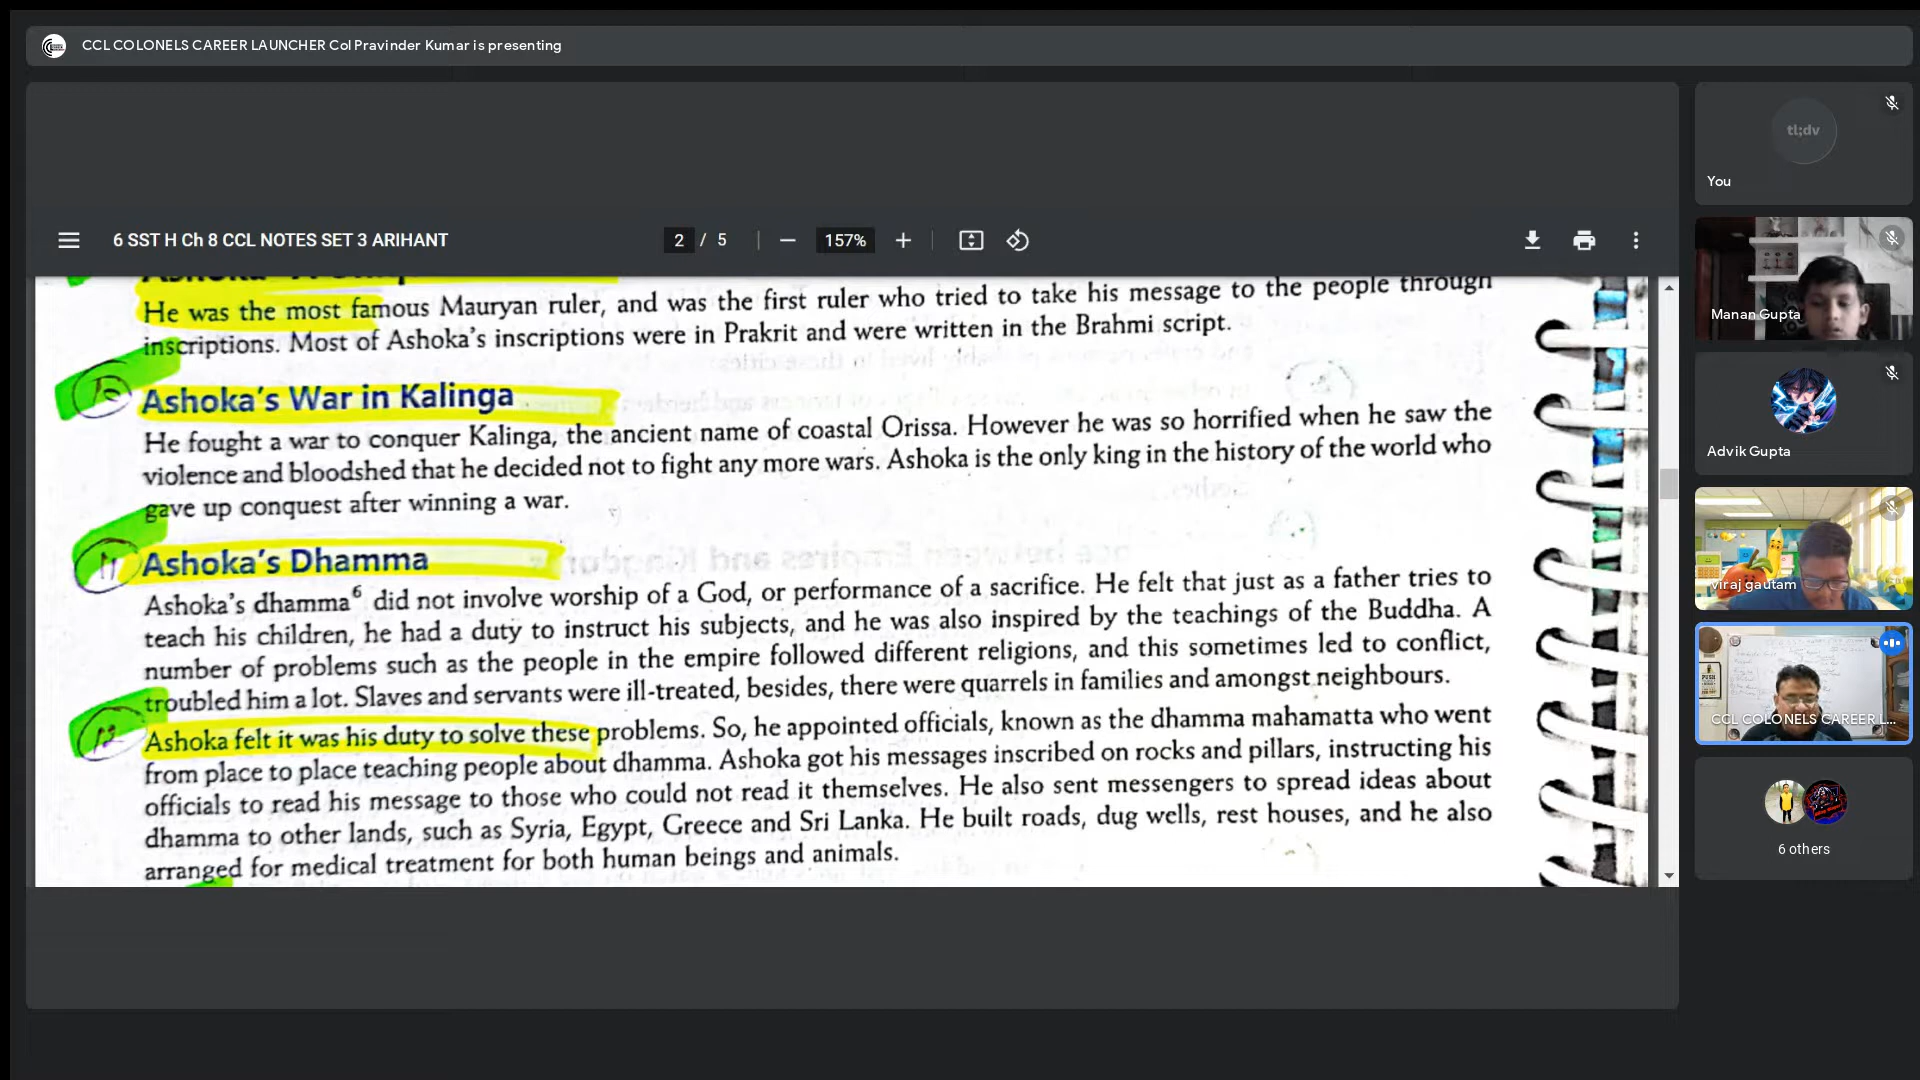 CCL COLONELS CAREER LAUNCHER Col Pravinder Kumar is presenting
6 SST H Ch 8 CCL NOTES SET 3 ARIHANT
2 / 5
157%
He was the most famous Mauryan ruler, and was the first ruler who tried to take his message to the people through
inscriptions. Most of Ashoka's inscriptions were in Prakrit and were written in the Brahmi script.
10
Ashoka's War in Kalinga
He fought a war to conquer Kalinga, the ancient name of coastal Orissa. However he was so horrified when he saw the
violence and bloodshed that he decided not to fight any more wars. Ashoka is the only king in the history of the world who
gave up conquest after winning a war.
11
Ashoka's Dhamma
Ashoka's dhamma⁶ did not involve worship of a God, or performance of a sacrifice. He felt that just as a father tries to
teach his children, he had a duty to instruct his subjects, and he was also inspired by the teachings of the Buddha. A
number of problems such as the people in the empire followed different religions, and this sometimes led to conflict,
troubled him a lot. Slaves and servants were ill-treated, besides, there were quarrels in families and amongst neighbours.
12
Ashoka felt it was his duty to solve these problems. So, he appointed officials, known as the dhamma mahamatta who went
from place to place teaching people about dhamma. Ashoka got his messages inscribed on rocks and pillars, instructing his
officials to read his message to those who could not read it themselves. He also sent messengers to spread ideas about
dhamma to other lands, such as Syria, Egypt, Greece and Sri Lanka. He built roads, dug wells, rest houses, and he also
arranged for medical treatment for both human beings and animals.
tl;dv
You
Manan Gupta
Advik Gupta
viraj gautam
PUSH
CCL COLONELS CAREER L...
6 others